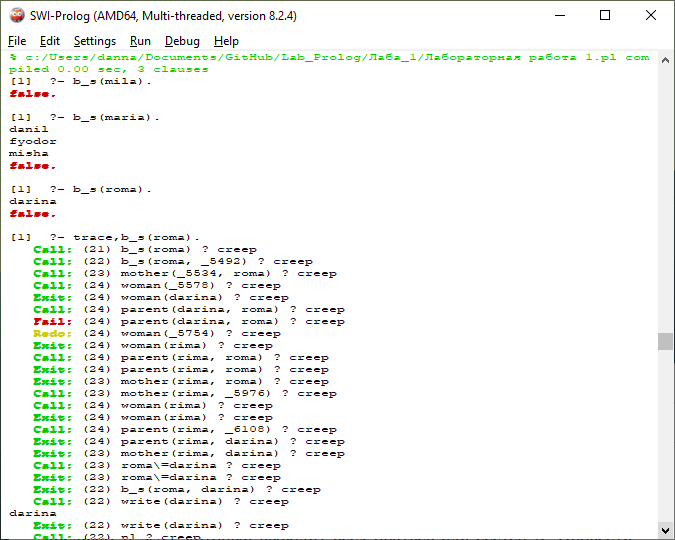 SWI-Prolog (AMD64, Multi-threaded, version 8.2.4)
File Edit Settings Run Debug Help
% c:/Users/danna/Documents/GitHub/Lab_Prolog/Лаба_1/Лабораторная работа 1.pl com
piled 0.00 sec, 3 clauses
[1]  ?- b_s(mila).
false.
[1]  ?- b_s(maria).
danil
fyodor
misha
false.
[1]  ?- b_s(roma).
darina
false.
[1]  ?- trace,b_s(roma).
Call: (21) b_s(roma) ? creep
Call: (22) b_s(roma, _5492) ? creep
Call: (23) mother(_5534, roma) ? creep
Call: (24) woman(_5578) ? creep
Exit: (24) woman(darina) ? creep
Call: (24) parent(darina, roma) ? creep
Fail: (24) parent(darina, roma) ? creep
Redo: (24) woman(_5754) ? creep
Exit: (24) woman(rima) ? creep
Call: (24) parent(rima, roma) ? creep
Exit: (24) parent(rima, roma) ? creep
Exit: (23) mother(rima, roma) ? creep
Call: (23) mother(rima, _5976) ? creep
Call: (24) woman(rima) ? creep
Exit: (24) woman(rima) ? creep
Call: (24) parent(rima, _6108) ? creep
Exit: (24) parent(rima, darina) ? creep
Exit: (23) mother(rima, darina) ? creep
Call: (23) roma\=darina ? creep
Exit: (23) roma\=darina ? creep
Exit: (22) b_s(roma, darina) ? creep
Call: (22) write(darina) ? creep
darina
Exit: (22) write(darina) ? creep
Call: (22) nl ? creep